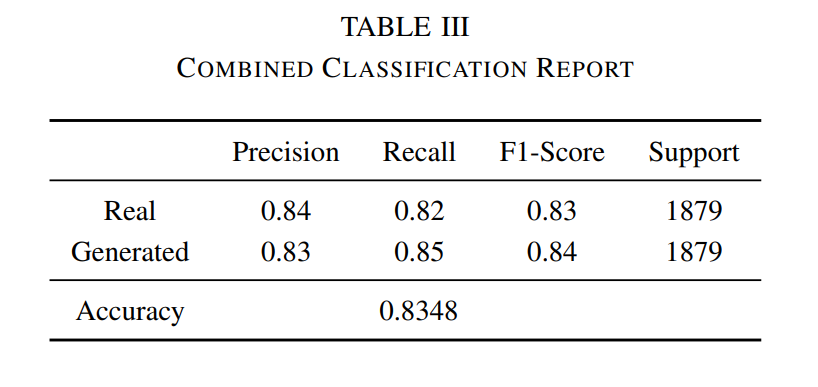 TABLE III
COMBINED CLASSIFICATION REPORT
Precision Recall F1-Score Support
Real 0.84 0.82 0.83 1879
Generated 0.83 0.85 0.84 1879
Accuracy 0.8348